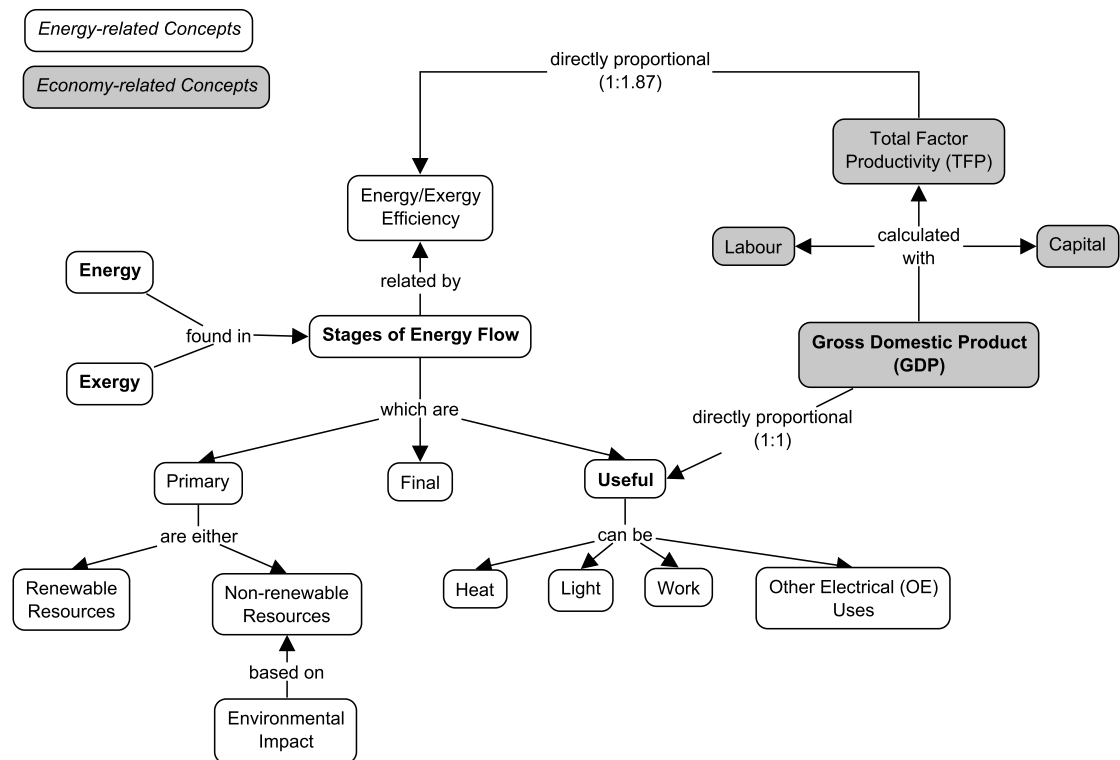 Energy-related Concepts
Economy-related Concepts
directly proportional
(1:1.87)
Total Factor
Productivity (TFP)
Energy/Exergy
Efficiency
Labour
calculated
with
Capital
Energy
related by
found in
Stages of Energy Flow
Gross Domestic Product
(GDP)
Exergy
which are
directly proportional
(1:1)
Primary
Final
Useful
are either
can be
Renewable
Resources
Non-renewable
Resources
Heat
Light
Work
Other Electrical (OE)
Uses
based on
Environmental
Impact